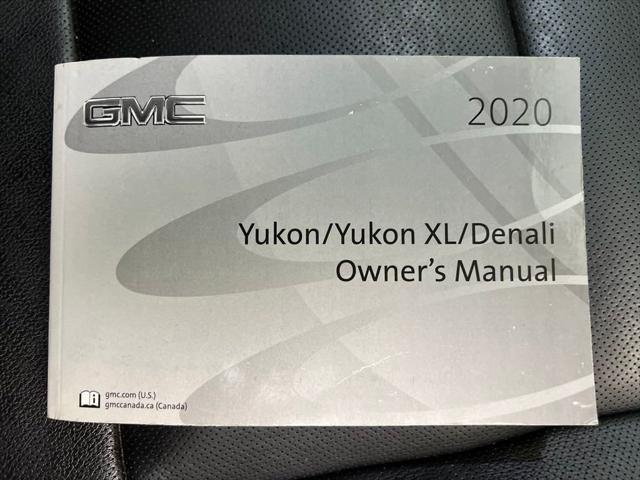 GMC
2020
Yukon/Yukon XL/Denali
Owner's Manual
gmc.com (U.S.)
gmccanada.ca (Canada)